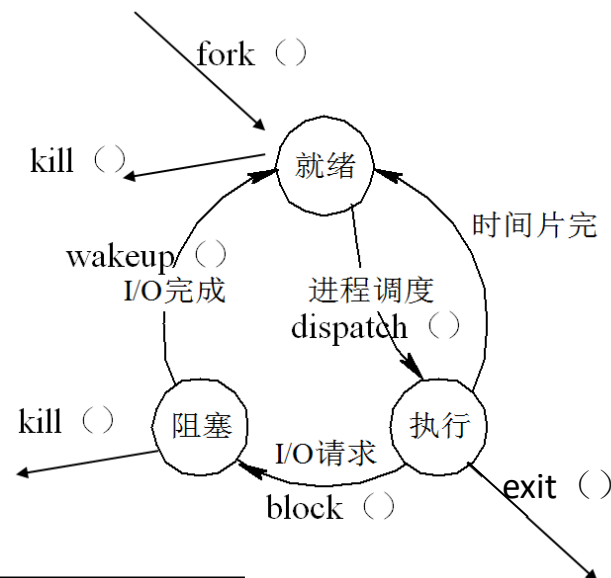 fork（）
就绪
kill（）
时间片完
wakeup（）
I/O完成
进程调度
dispatch（）
kill（）
阻塞
执行
I/O请求
block（）
exit（）